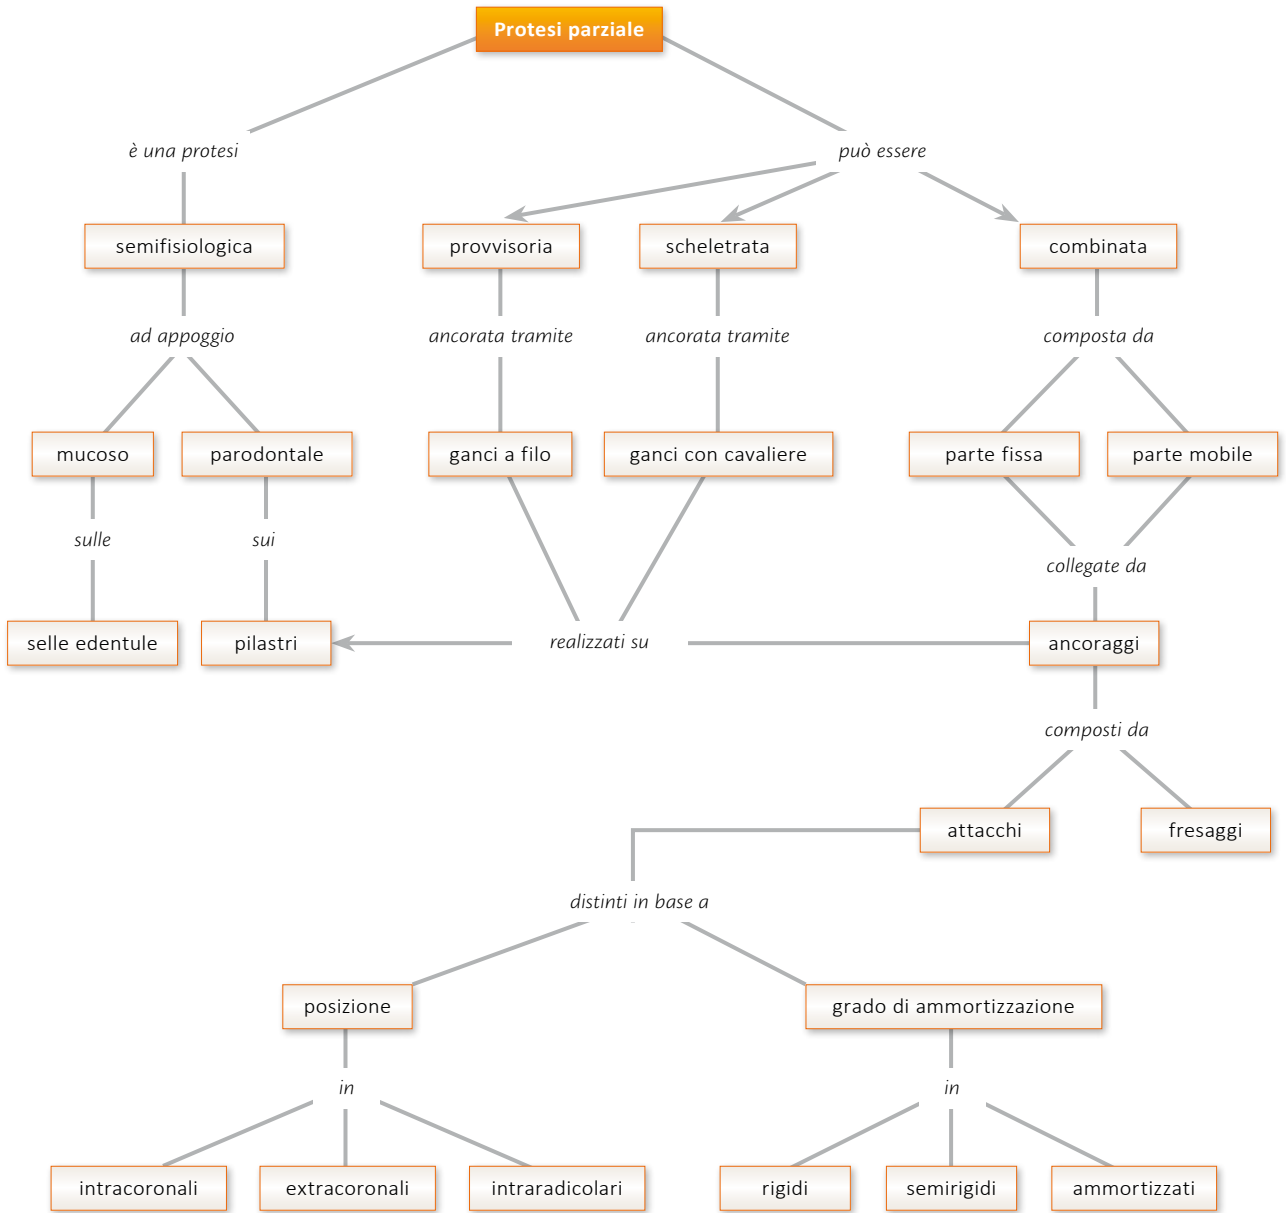 Protesi parziale
è una protesi
può essere
semifisiologica
provvisoria
scheletrata
combinata
ad appoggio
ancorata tramite
ancorata tramite
composta da
mucoso
parodontale
ganci a filo
ganci con cavaliere
parte fissa
parte mobile
sulle
sui
collegate da
selle edentule
pilastri
realizzati su
ancoraggi
composti da
attacchi
fresaggi
distinti in base a
posizione
grado di ammortizzazione
in
in
intracoronali
extracoronali
intraradicolari
rigidi
semirigidi
ammortizzati